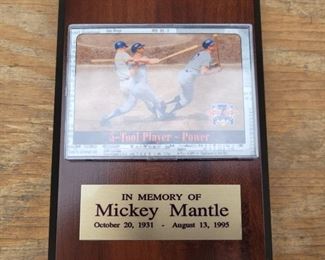 5-Tool Player ~ Power
IN MEMORY OF
Mickey Mantle
October 20, 1931 - August 13, 1995